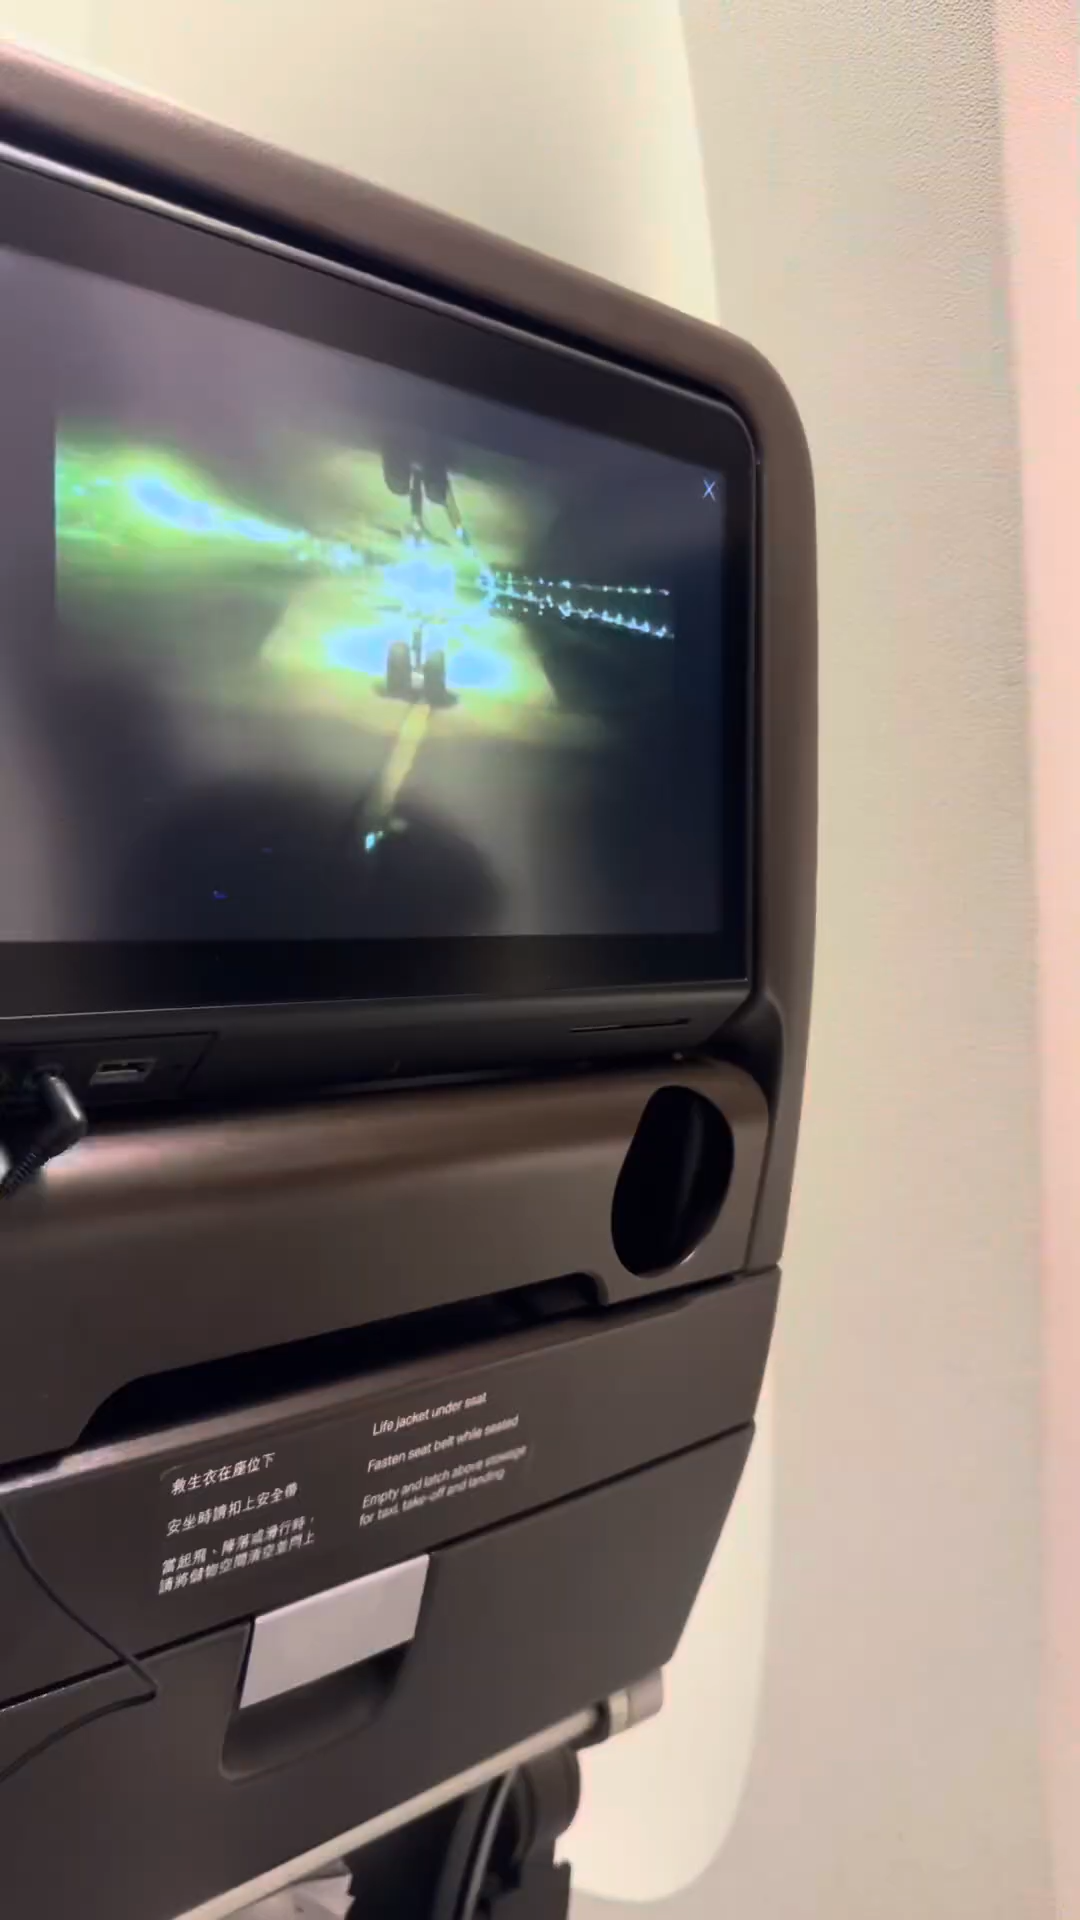 X
救生衣在座位下
安坐時請扣上安全帶
當起飛、降落或滑行時，
請將儲物空間清空並閂上
Life jacket under seat
Fasten seat belt while seated
Empty and latch above stowage
for taxi, take-off and landing